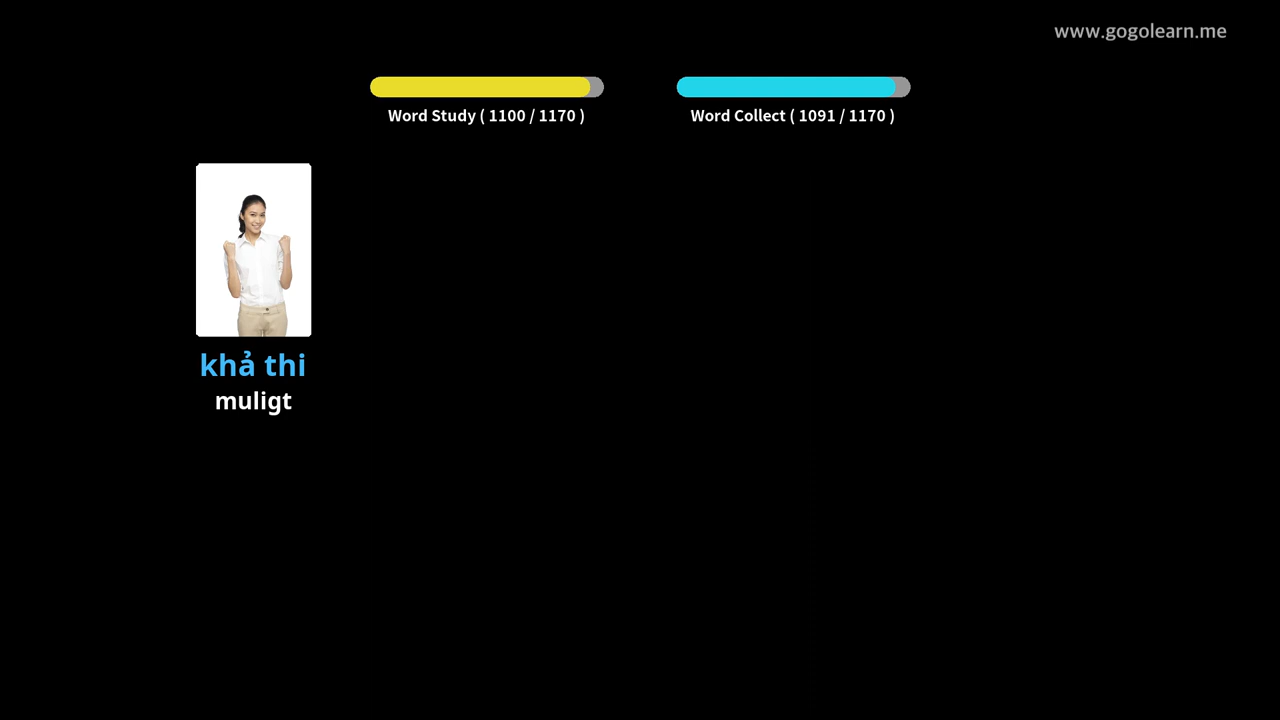 www.gogolearn.me
Word Study ( 1100 / 1170 )
Word Collect ( 1091 / 1170 )
khả thi
muligt